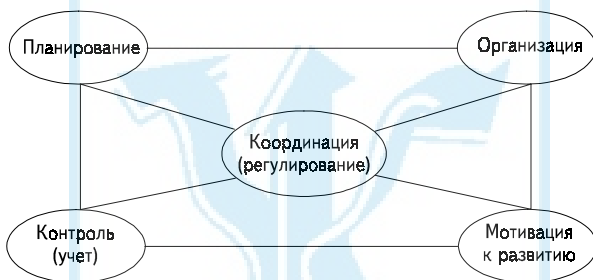 Планирование
Организация
Координация
(регулирование)
Контроль
(учет)
Мотивация
к развитию